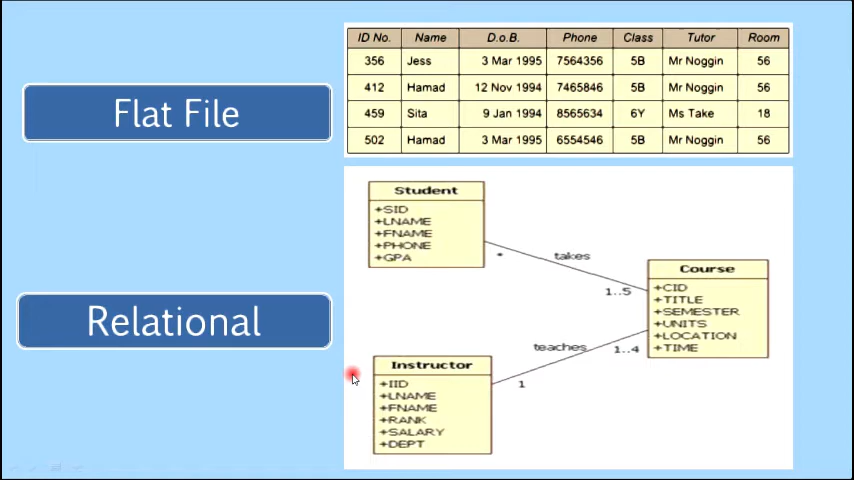 Flat File
ID No. Name D.o.B. Phone Class Tutor Room
356 Jess 3 Mar 1995 7564356 5B Mr Noggin 56
412 Hamad 12 Nov 1994 7465846 5B Mr Noggin 56
459 Sita 9 Jan 1994 8565634 6Y Ms Take 18
502 Hamad 3 Mar 1995 6554546 5B Mr Noggin 56
Relational
Student
+SID
+LNAME
+FNAME
+PHONE
+GPA
* takes 1..5
Course
+CID
+TITLE
+SEMESTER
+UNITS
+LOCATION
+TIME
teaches 1..4
1
Instructor
+IID
+LNAME
+FNAME
+RANK
+SALARY
+DEPT